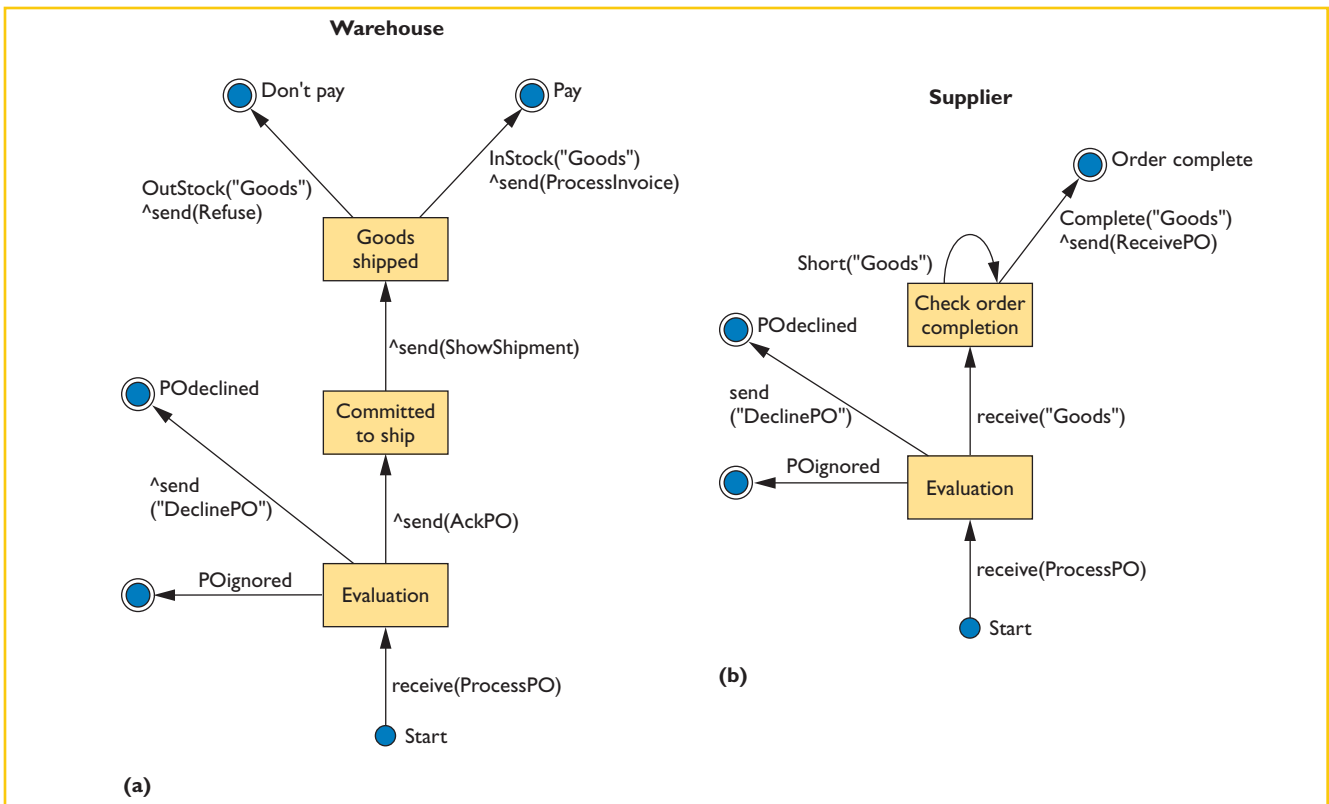 Warehouse
Don't pay
Pay
OutStock("Goods")
^send(Refuse)
InStock("Goods")
^send(ProcessInvoice)
Goods
shipped
^send(ShowShipment)
POdeclined
Committed
to ship
^send
("DeclinePO")
^send(AckPO)
POignored
Evaluation
receive(ProcessPO)
Start
(a)
Supplier
Order complete
Complete("Goods")
^send(ReceivePO)
Short("Goods")
Check order
completion
POdeclined
send
("DeclinePO")
receive("Goods")
POignored
Evaluation
receive(ProcessPO)
Start
(b)